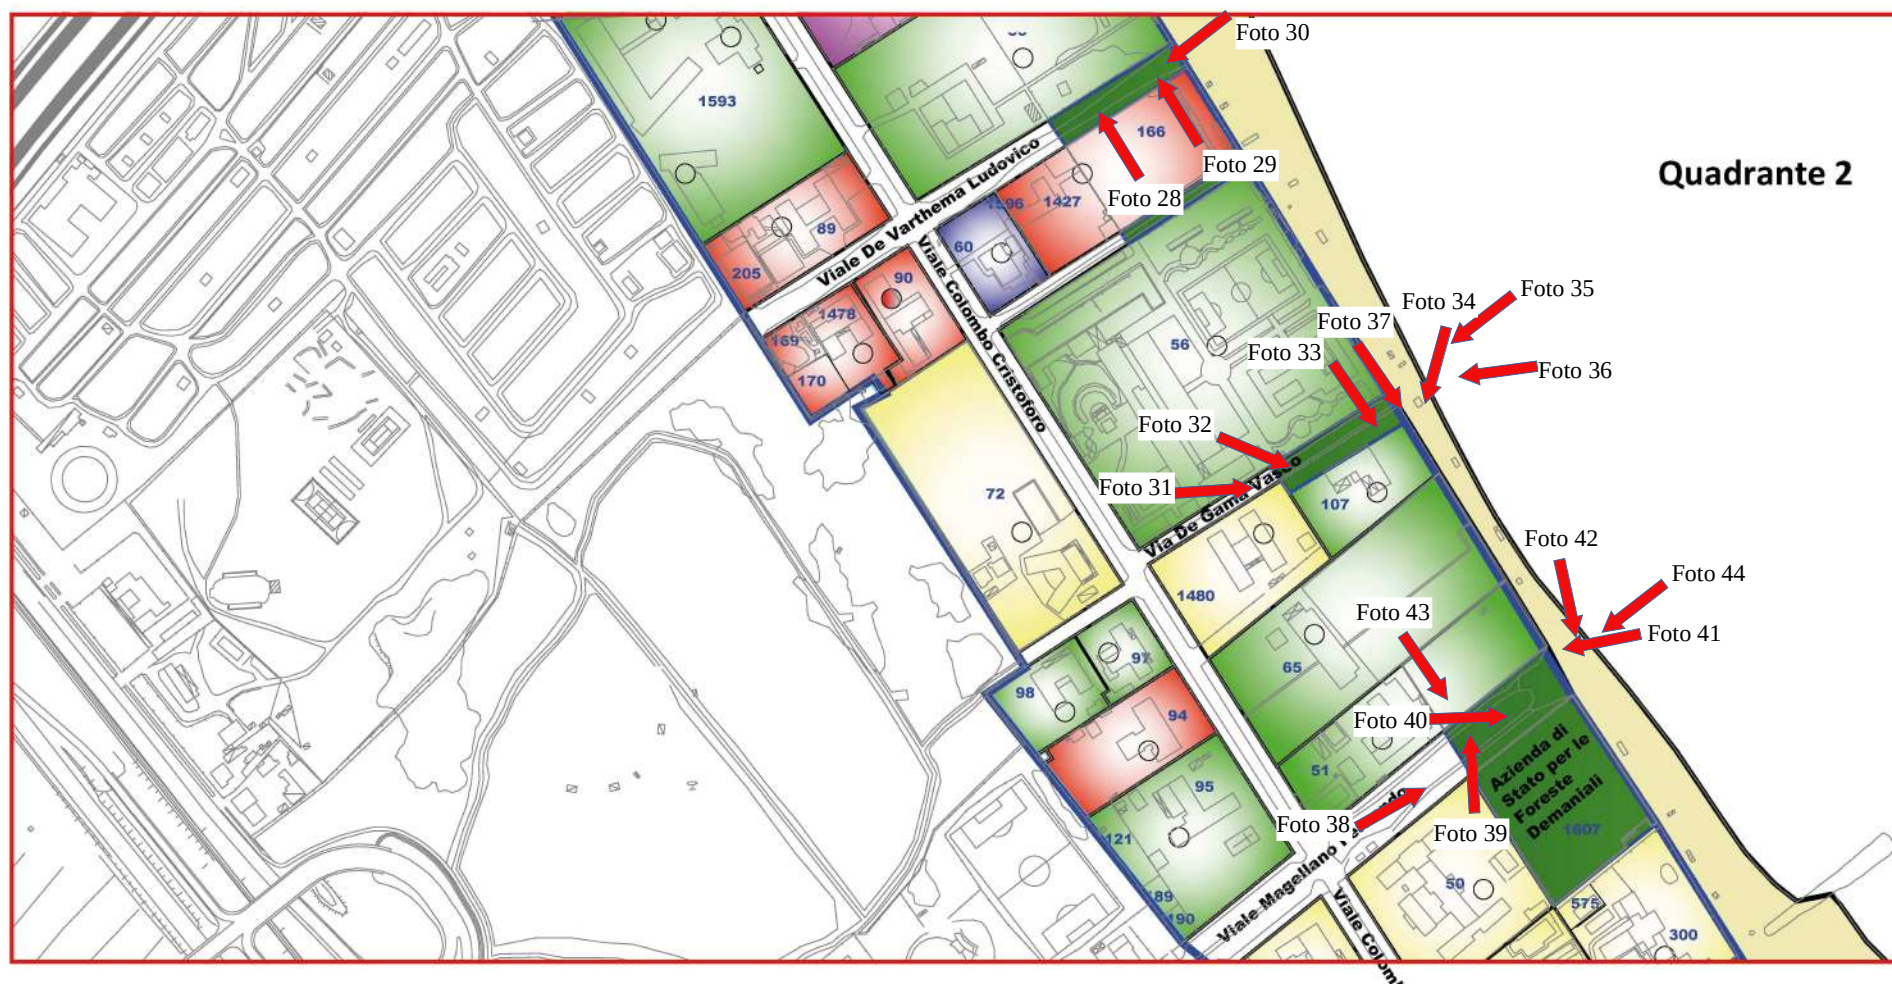 Foto 30
1593
166
Foto 29
Quadrante 2
Foto 28
Viale De Varthema Ludovico
1427
89
60
205
90
Viale Colombo Cristoforo
1478
169
170
56
Foto 34
Foto 35
Foto 37
Foto 33
Foto 36
Foto 32
Foto 31
Via De Gama Vasco
72
107
1480
Foto 42
Foto 44
Foto 43
Foto 41
65
97
98
94
Foto 40
51
95
Azienda di
Stato per le
Foreste
Demaniali
1607
Foto 38
Foto 39
121
Viale Magellano
50
189
190
575
300
Viale Colom